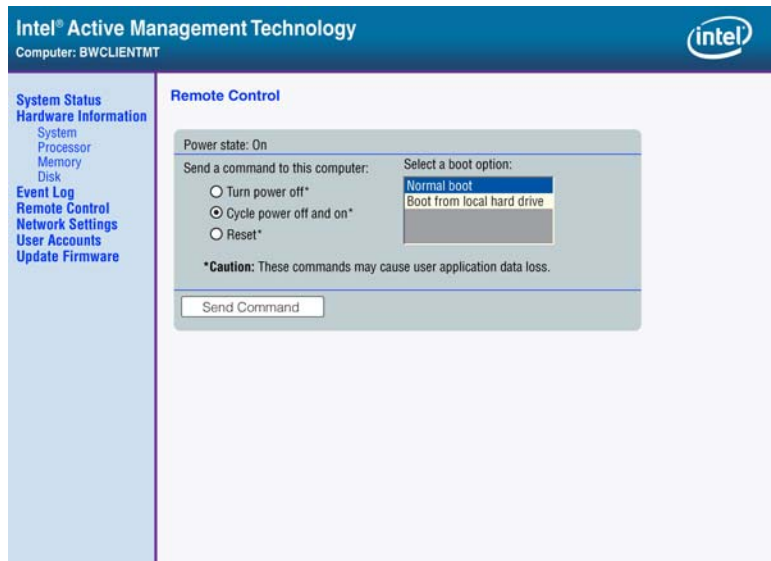 Intel® Active Management Technology
Computer: BWCLIENTMT
intel
System Status
Hardware Information
System
Processor
Memory
Disk
Event Log
Remote Control
Network Settings
User Accounts
Update Firmware
Remote Control
Power state: On
Send a command to this computer:
Turn power off*
Cycle power off and on*
Reset*
Select a boot option:
Normal boot
Boot from local hard drive
*Caution: These commands may cause user application data loss.
Send Command